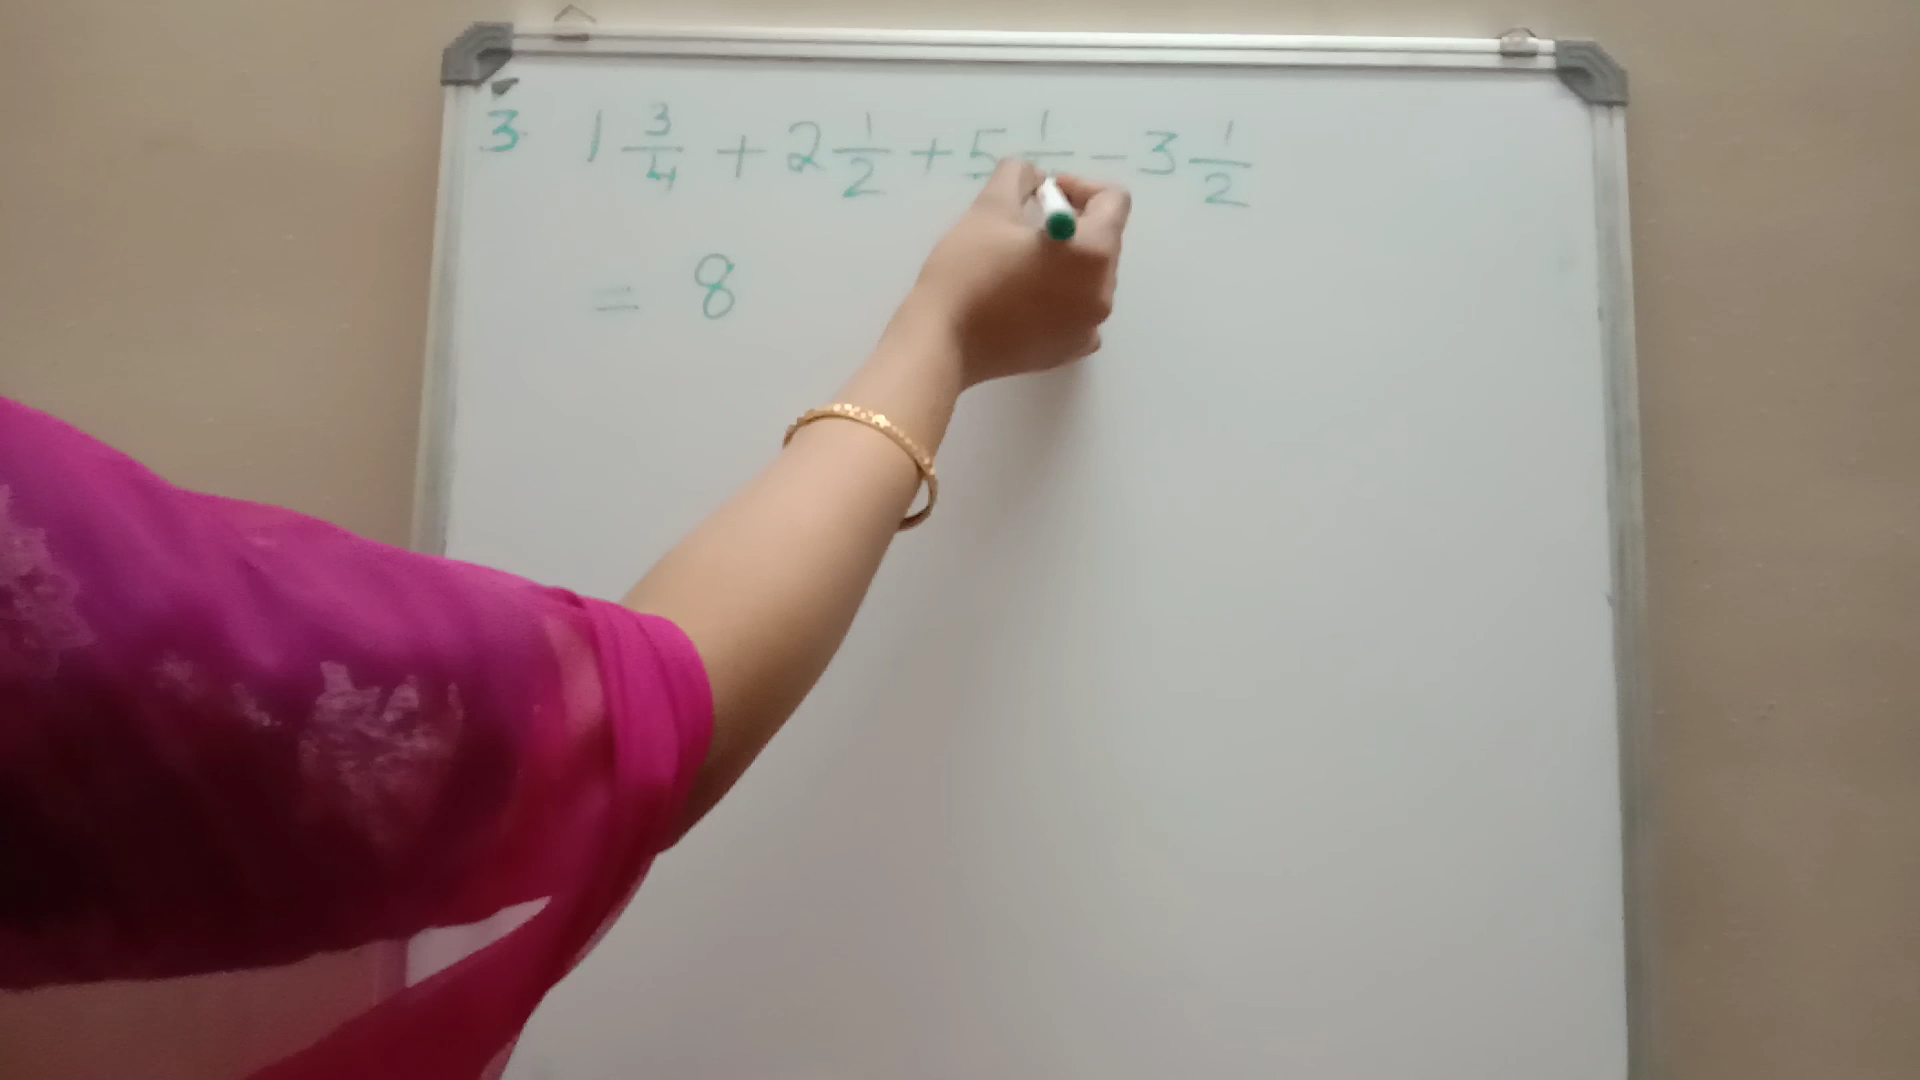 3 1 3/4 + 2 1/2 + 5 1/ - 3 1/2
= 8